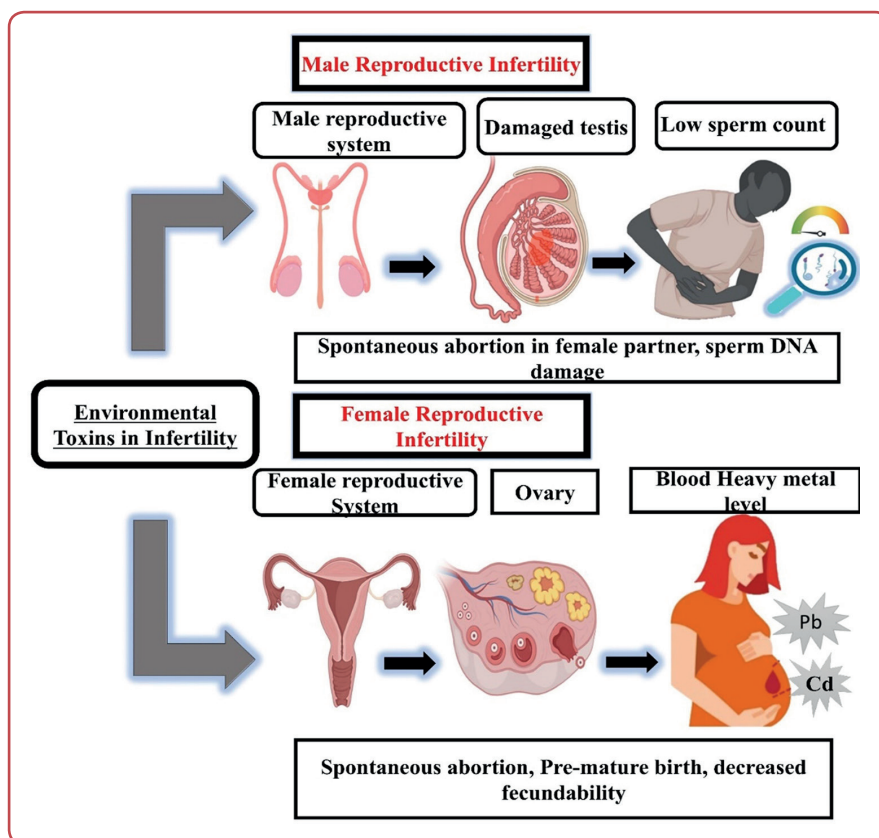 Male Reproductive Infertility
Male reproductive
system
Damaged testis
Low sperm count
Spontaneous abortion in female partner, sperm DNA
damage
Environmental
Toxins in Infertility
Female Reproductive
Infertility
Female reproductive
System
Ovary
Blood Heavy metal
level
Pb
Cd
Spontaneous abortion, Pre-mature birth, decreased
fecundability